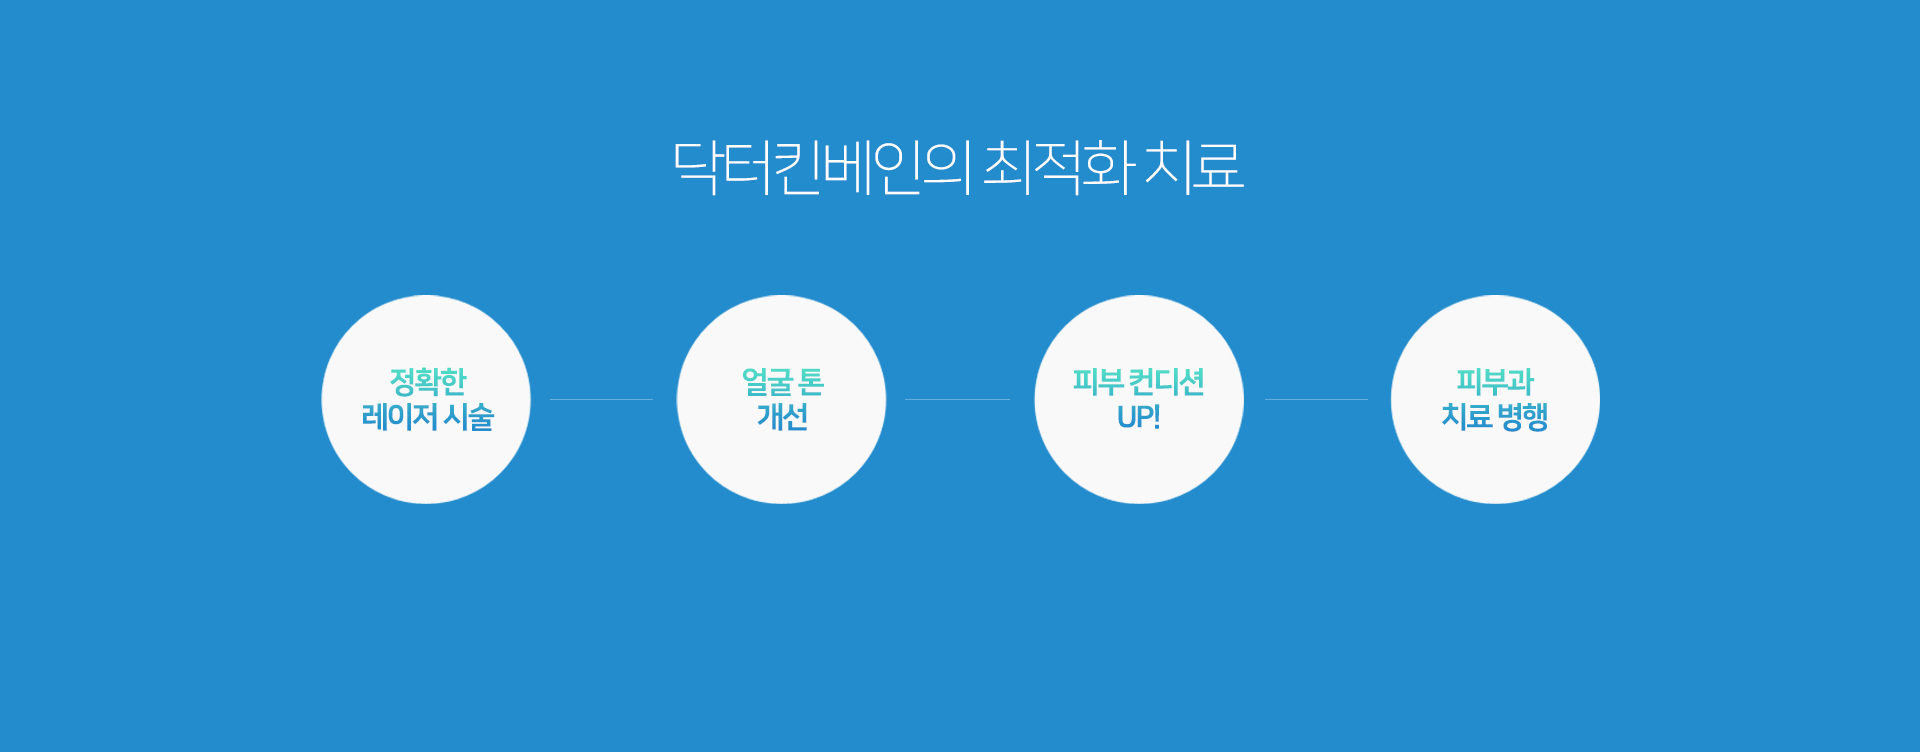 닥터킨베인의 최적화 치료
정확한
레이저 시술
얼굴 톤
개선
피부 컨디션
UP!
피부과
치료 병행